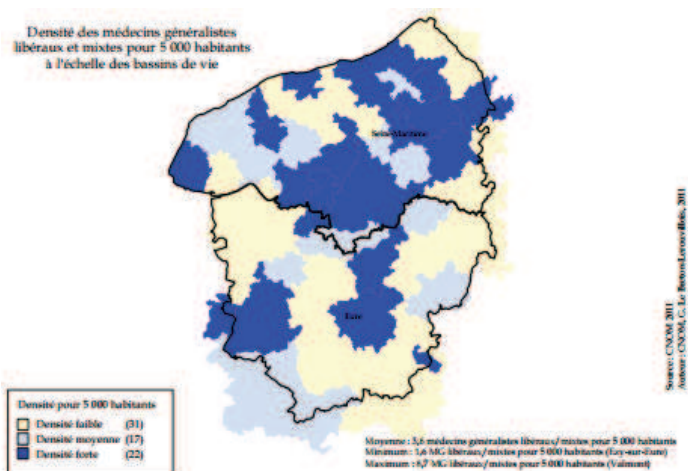 Densité des médecins généralistes
libéraux et mixtes pour 5 000 habitants
à l'échelle des bassins de vie
Seine-Maritime
Eure
Densité pour 5 000 habitants
Densité faible (31)
Densité moyenne (17)
Densité forte (22)
Moyenne : 3,6 médecins généralistes libéraux/mixtes pour 5 000 habitants
Minimum : 1,6 MG libéraux/mixtes pour 5 000 habitants (Ezy-sur-Eure)
Maximum : 8,7 MG libéraux/mixtes pour 5 000 habitants (Valmont)
Source : CNOM 2011
Auteur : CNOM, G. Le Breton-Lerouvillois, 2011